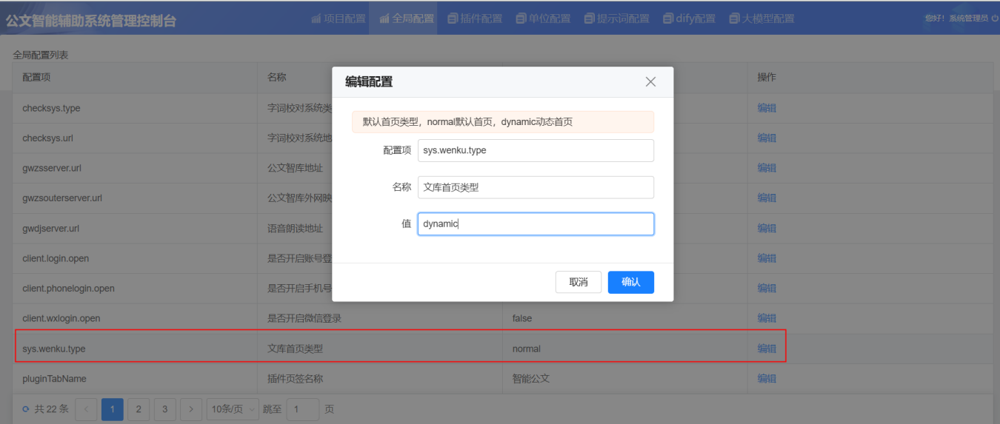 公文智能辅助系统管理控制台 项目配置 全局配置 插件配置 单位配置 提示词配置 dify配置 大模型配置 您好！系统管理员
全局配置列表
配置项 名称 操作
checksys.type 字词校对系统类 编辑
checksys.url 字词校对系统地 编辑
gwzsserver.url 公文智库地址 编辑
gwzsouterserver.url 公文智库外网映 编辑
gwdjserver.url 语音朗读地址 编辑
client.login.open 是否开启账号登 编辑
client.phonelogin.open 是否开启手机号 编辑
client.wxlogin.open 是否开启微信登录 false 编辑
sys.wenku.type 文库首页类型 normal 编辑
pluginTabName 插件页签名称 智能公文 编辑
共 22 条 < 1 2 3 > 10条/页 跳至 1 页
编辑配置
默认首页类型，normal默认首页，dynamic动态首页
配置项 sys.wenku.type
名称 文库首页类型
值 dynamic
取消 确认